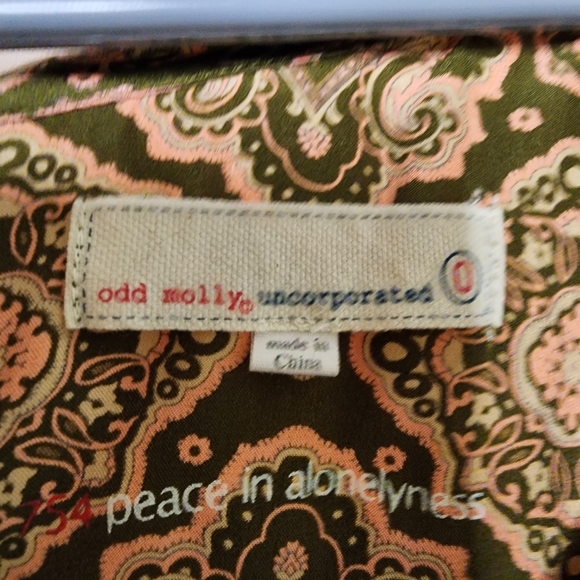 odd molly® uncorporated 0
made in
China
754 peace in alonelyness